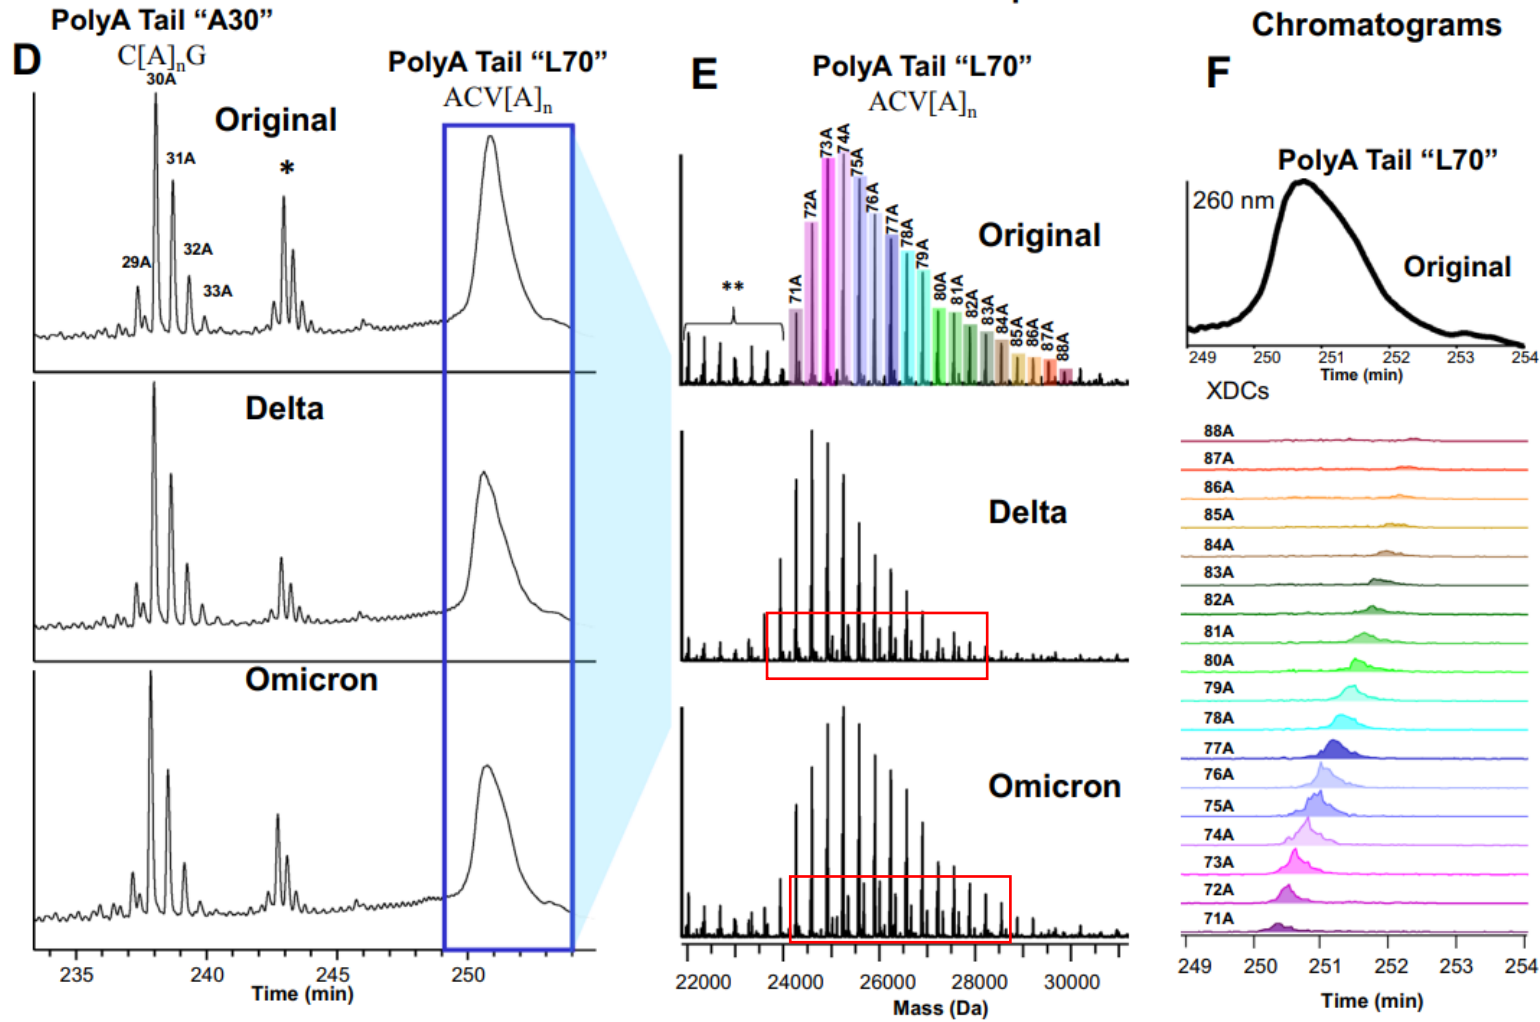 D
PolyA Tail “A30”
C[A]nG
30A
31A
29A
32A
33A
Original
*
PolyA Tail “L70”
ACV[A]n
Delta
Omicron
235
240
245
250
Time (min)
E
PolyA Tail “L70”
ACV[A]n
**
71A
72A
73A
74A
75A
76A
77A
78A
79A
80A
81A
82A
83A
84A
85A
86A
87A
88A
Original
Delta
Omicron
22000
24000
26000
28000
30000
Mass (Da)
Chromatograms
F
PolyA Tail “L70”
260 nm
Original
249
250
251
252
253
254
Time (min)
XDCs
88A
87A
86A
85A
84A
83A
82A
81A
80A
79A
78A
77A
76A
75A
74A
73A
72A
71A
249
250
251
252
253
254
Time (min)